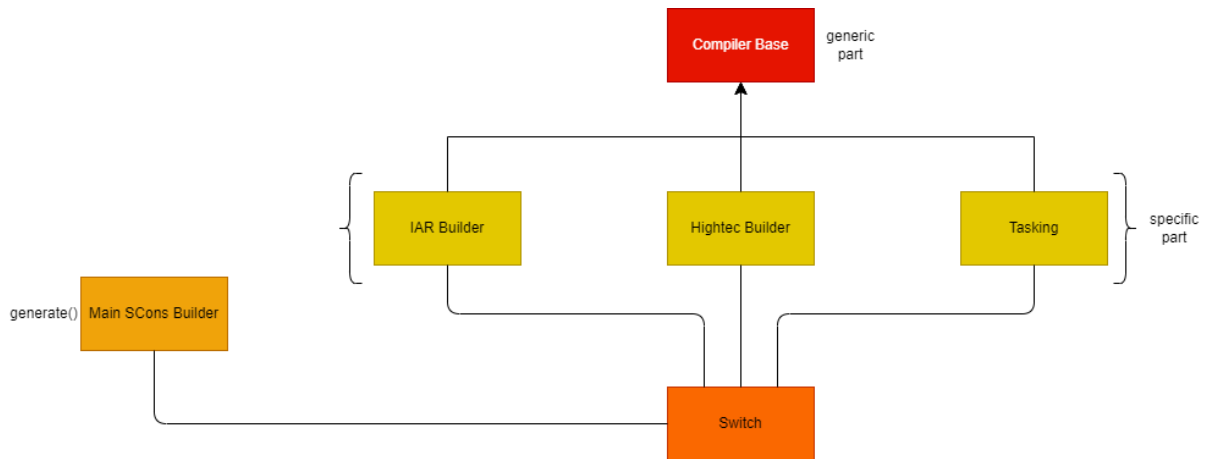 Compiler Base
generic
part
IAR Builder
Hightec Builder
Tasking
specific
part
generate()
Main SCons Builder
Switch